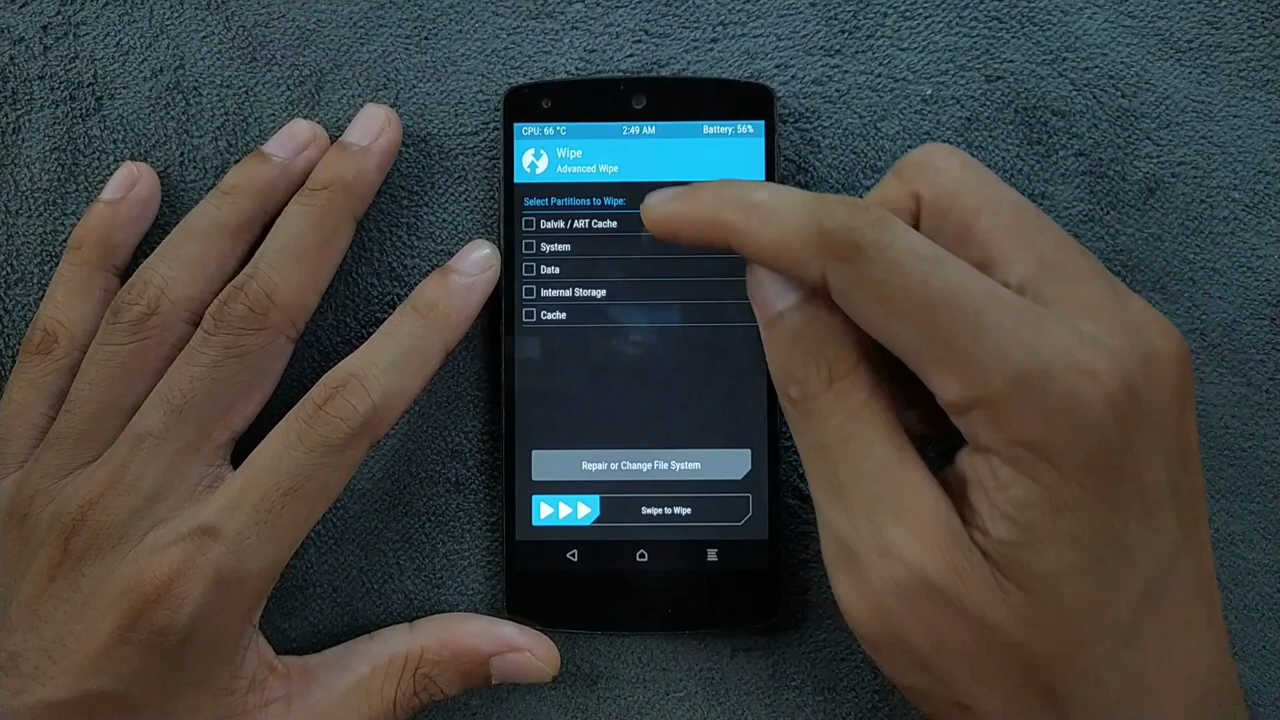 CPU: 66 °C 2:49 AM Battery: 56%
Wipe
Advanced Wipe
Select Partitions to Wipe:
Dalvik / ART Cache
System
Data
Internal Storage
Cache
Repair or Change File System
Swipe to Wipe